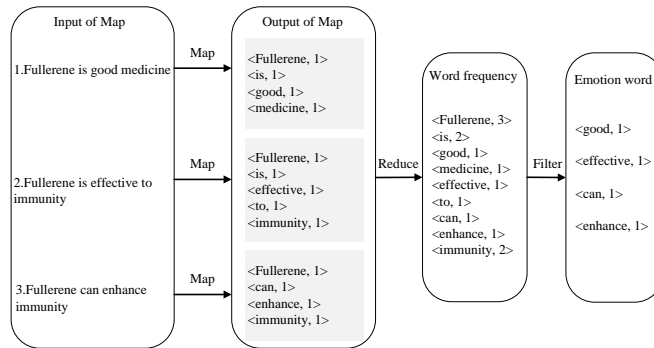 Input of Map
1.Fullerene is good medicine
2.Fullerene is effective to
immunity
3.Fullerene can enhance
immunity
Map
Map
Map
Output of Map
<Fullerene, 1>
<is, 1>
<good, 1>
<medicine, 1>
<Fullerene, 1>
<is, 1>
<effective, 1>
<to, 1>
<immunity, 1>
<Fullerene, 1>
<can, 1>
<enhance, 1>
<immunity, 1>
Reduce
Word frequency
<Fullerene, 3>
<is, 2>
<good, 1>
<medicine, 1>
<effective, 1>
<to, 1>
<can, 1>
<enhance, 1>
<immunity, 2>
Filter
Emotion word
<good, 1>
<effective, 1>
<can, 1>
<enhance, 1>